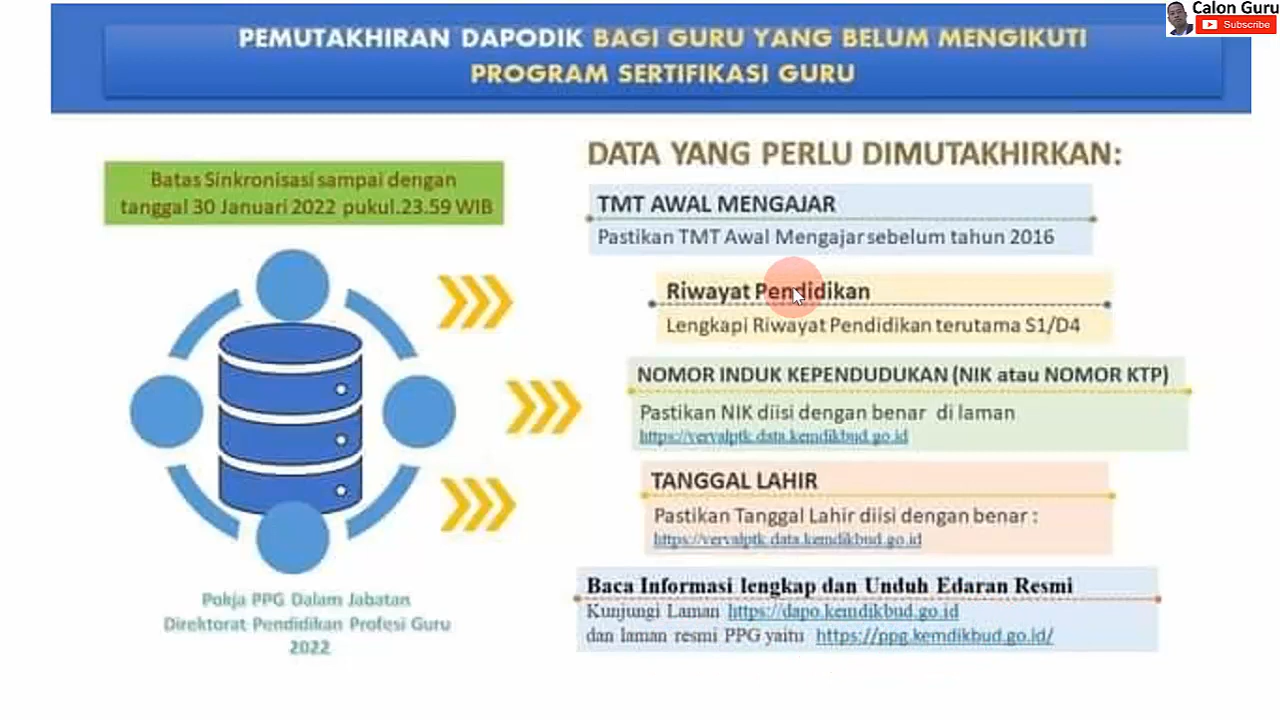 Calon Guru
Subscribe
PEMUTAKHIRAN DAPODIK BAGI GURU YANG BELUM MENGIKUTI
PROGRAM SERTIFIKASI GURU
Batas Sinkronisasi sampai dengan
tanggal 30 Januari 2022 pukul.23.59 WIB
DATA YANG PERLU DIMUTAKHIRKAN:
TMT AWAL MENGAJAR
Pastikan TMT Awal Mengajar sebelum tahun 2016
Riwayat Pendidikan
Lengkapi Riwayat Pendidikan terutama S1/D4
NOMOR INDUK KEPENDUDUKAN (NIK atau NOMOR KTP)
Pastikan NIK diisi dengan benar di laman
https://vervalptk.data.kemdikbud.go.id
TANGGAL LAHIR
Pastikan Tanggal Lahir diisi dengan benar :
https://vervalptk.data.kemdikbud.go.id
Baca Informasi lengkap dan Unduh Edaran Resmi
Kunjungi Laman https://dapo.kemdikbud.go.id
dan laman resmi PPG yaitu https://ppg.kemdikbud.go.id/
Pokja PPG Dalam Jabatan
Direktorat Pendidikan Profesi Guru
2022